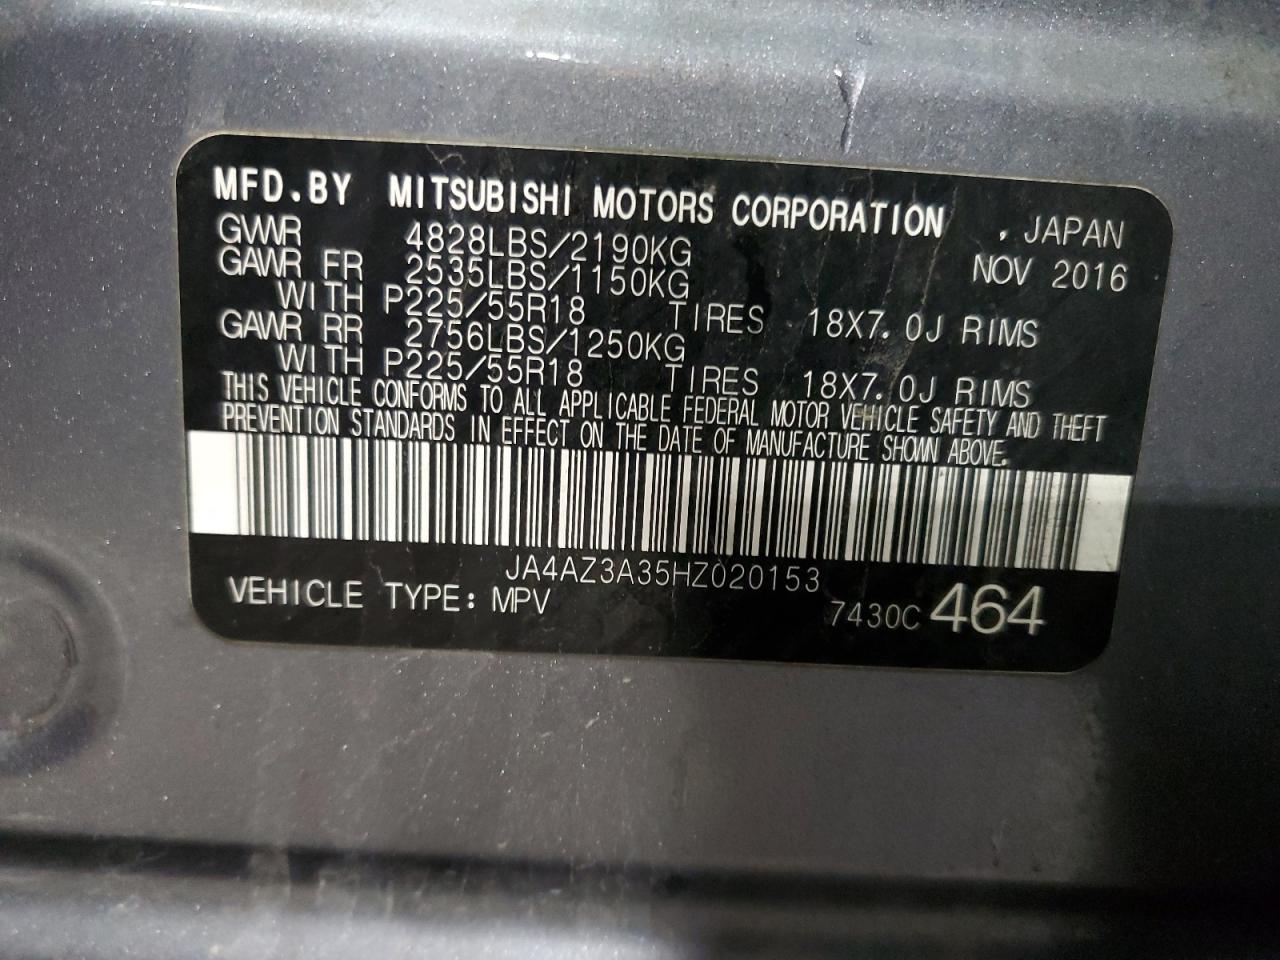 MFD.BY MITSUBISHI MOTORS CORPORATION , JAPAN
GVWR 4828LBS/2190KG NOV 2016
GAWR FR 2535LBS/1150KG
WITH P225/55R18 TIRES 18X7.0J RIMS
GAWR RR 2756LBS/1250KG
WITH P225/55R18 TIRES 18X7.0J RIMS
THIS VEHICLE CONFORMS TO ALL APPLICABLE FEDERAL MOTOR VEHICLE SAFETY AND THEFT
PREVENTION STANDARDS IN EFFECT ON THE DATE OF MANUFACTURE SHOWN ABOVE.
JA4AZ3A35HZ020153
VEHICLE TYPE: MPV 7430C 464